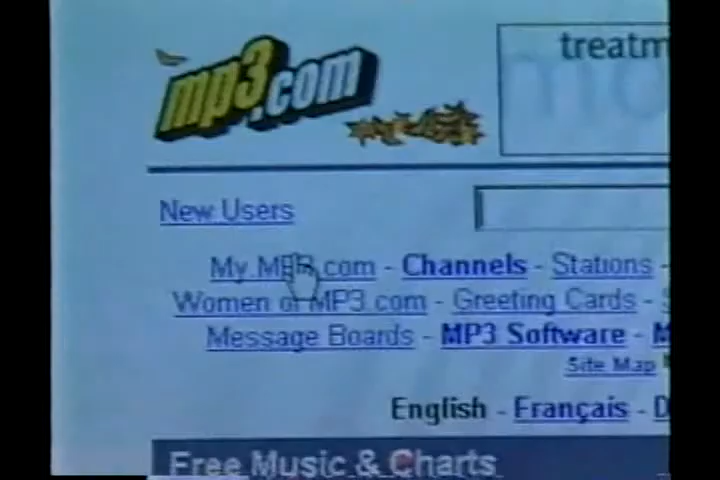 mp3.com
treatm
New Users
My MP3.com - Channels - Stations -
Women of MP3.com - Greeting Cards -
Message Boards - MP3 Software - M
Site Map
English - Français - D
Free Music & Charts